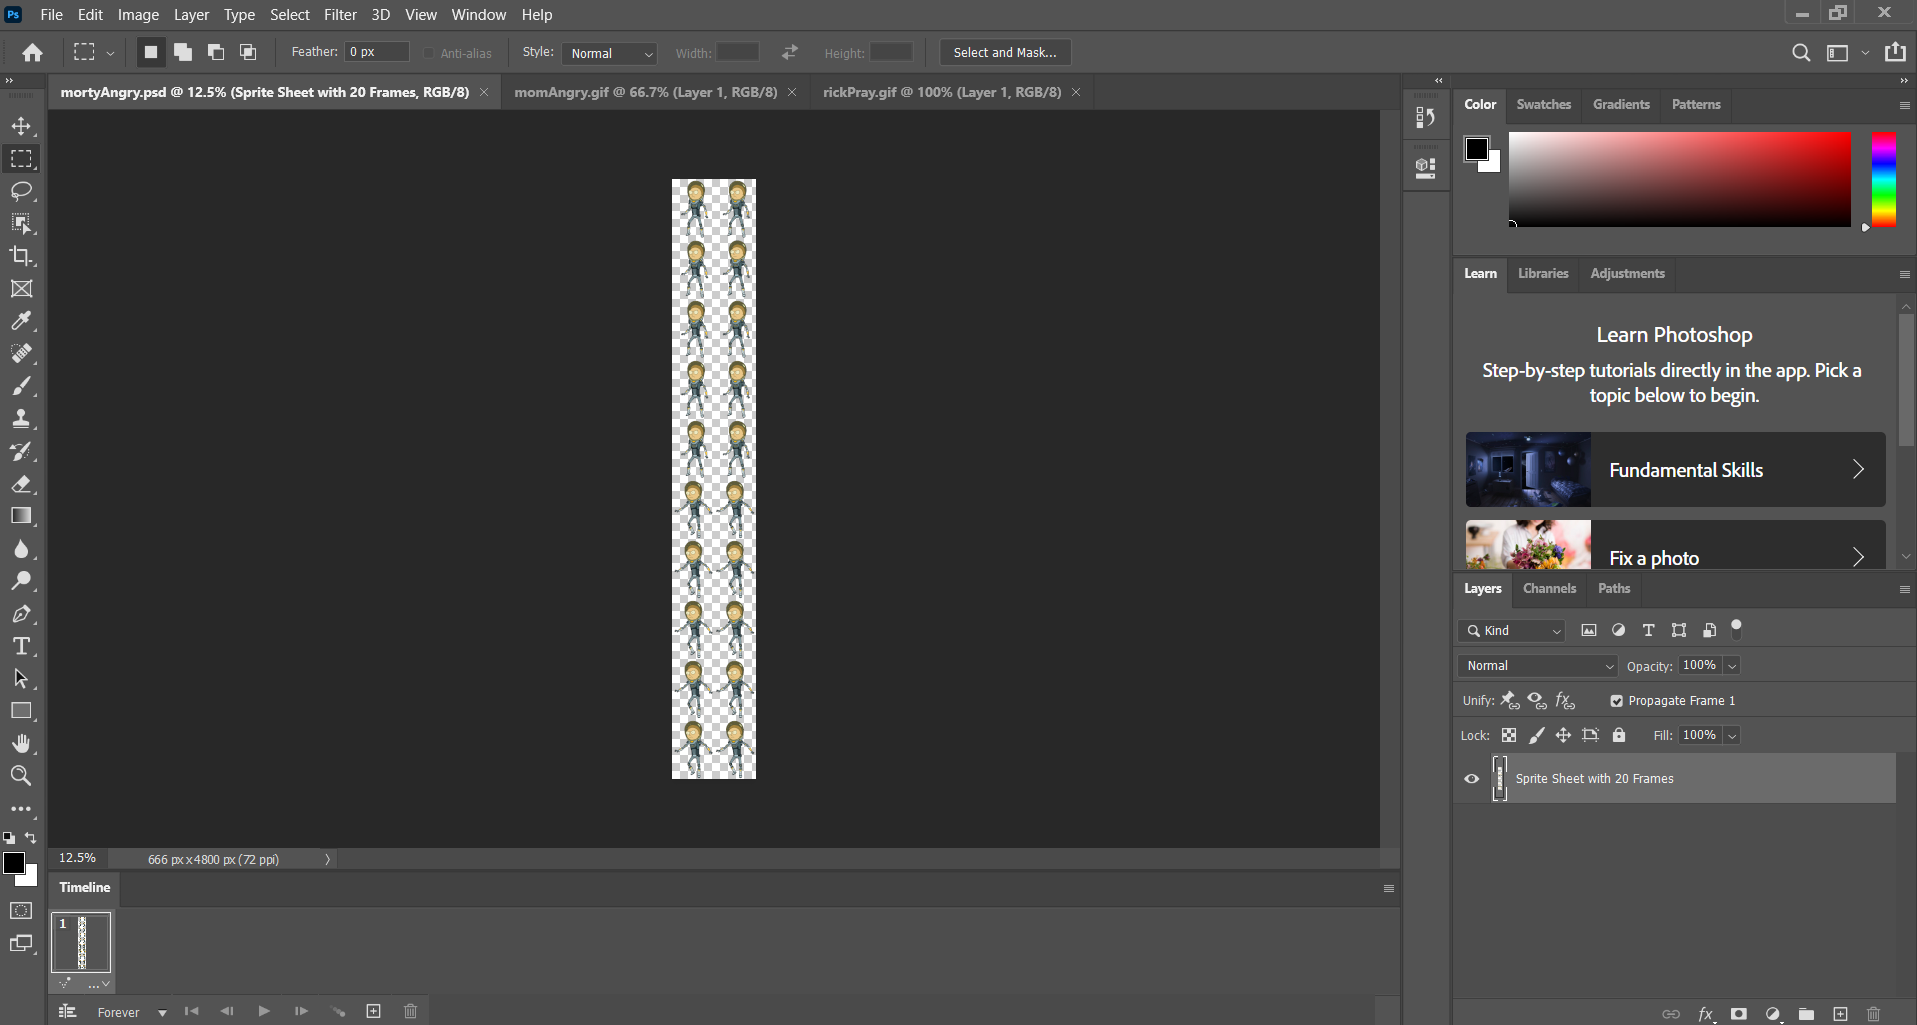 Ps File Edit Image Layer Type Select Filter 3D View Window Help
Feather: 0 px Anti-alias Style: Normal Width: Height: Select and Mask...
mortyAngry.psd @ 12.5% (Sprite Sheet with 20 Frames, RGB/8) momAngry.gif @ 66.7% (Layer 1, RGB/8) rickPray.gif @ 100% (Layer 1, RGB/8)
Color Swatches Gradients Patterns
Learn Libraries Adjustments
Learn Photoshop
Step-by-step tutorials directly in the app. Pick a
topic below to begin.
Fundamental Skills
Fix a photo
Layers Channels Paths
Kind
Normal Opacity: 100%
Unify: Propagate Frame 1
Lock: Fill: 100%
Sprite Sheet with 20 Frames
12.5% 666 px x 4800 px (72 ppi)
Timeline
1
...
Forever
fx